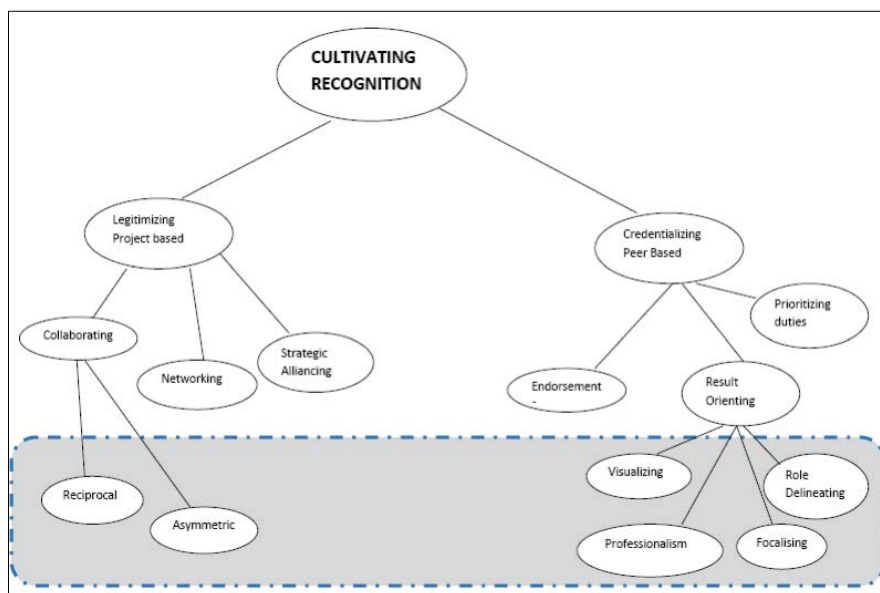 CULTIVATING
RECOGNITION
Legitimizing
Project based
Credentializing
Peer Based
Prioritizing
duties
Collaborating
Networking
Strategic
Alliancing
Endorsement
-
Result
Orienting
Reciprocal
Asymmetric
Visualizing
Role
Delineating
Professionalism
Focalising